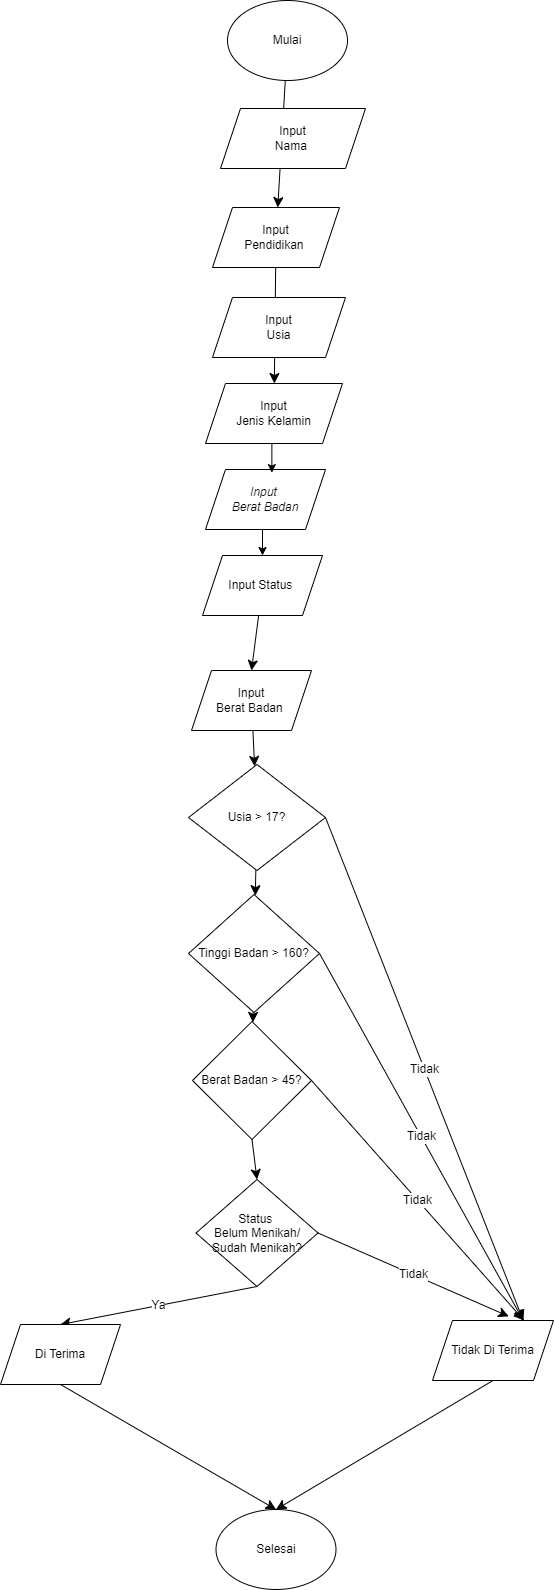 Mulai
Input
Nama
Input
Pendidikan
Input
Usia
Input
Jenis Kelamin
Input
Berat Badan
Input Status
Input
Berat Badan
Usia > 17?
Tinggi Badan > 160?
Tidak
Berat Badan > 45?
Tidak
Tidak
Status
Belum Menikah/
Sudah Menikah?
Tidak
Ya
Di Terima
Tidak Di Terima
Selesai